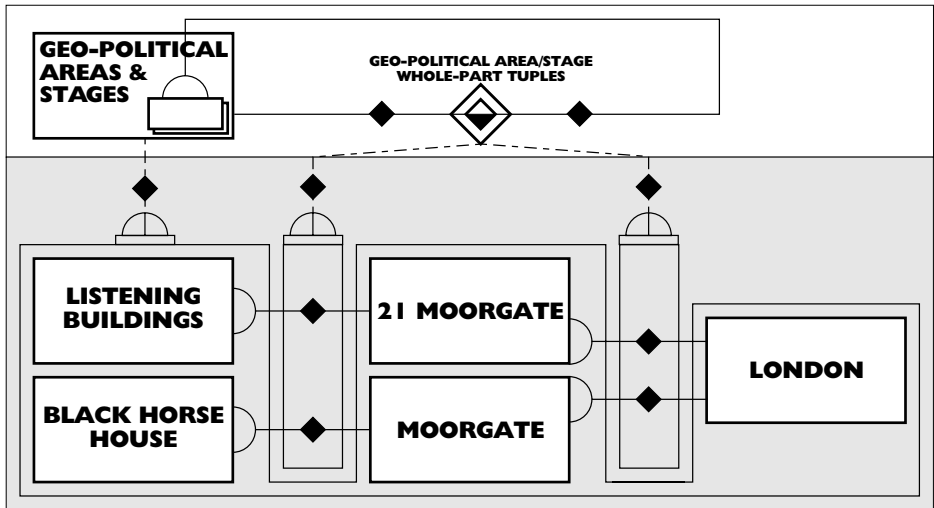 GEO-POLITICAL
AREAS &
STAGES
GEO-POLITICAL AREA/STAGE
WHOLE-PART TUPLES
LISTENING
BUILDINGS
21 MOORGATE
LONDON
BLACK HORSE
HOUSE
MOORGATE